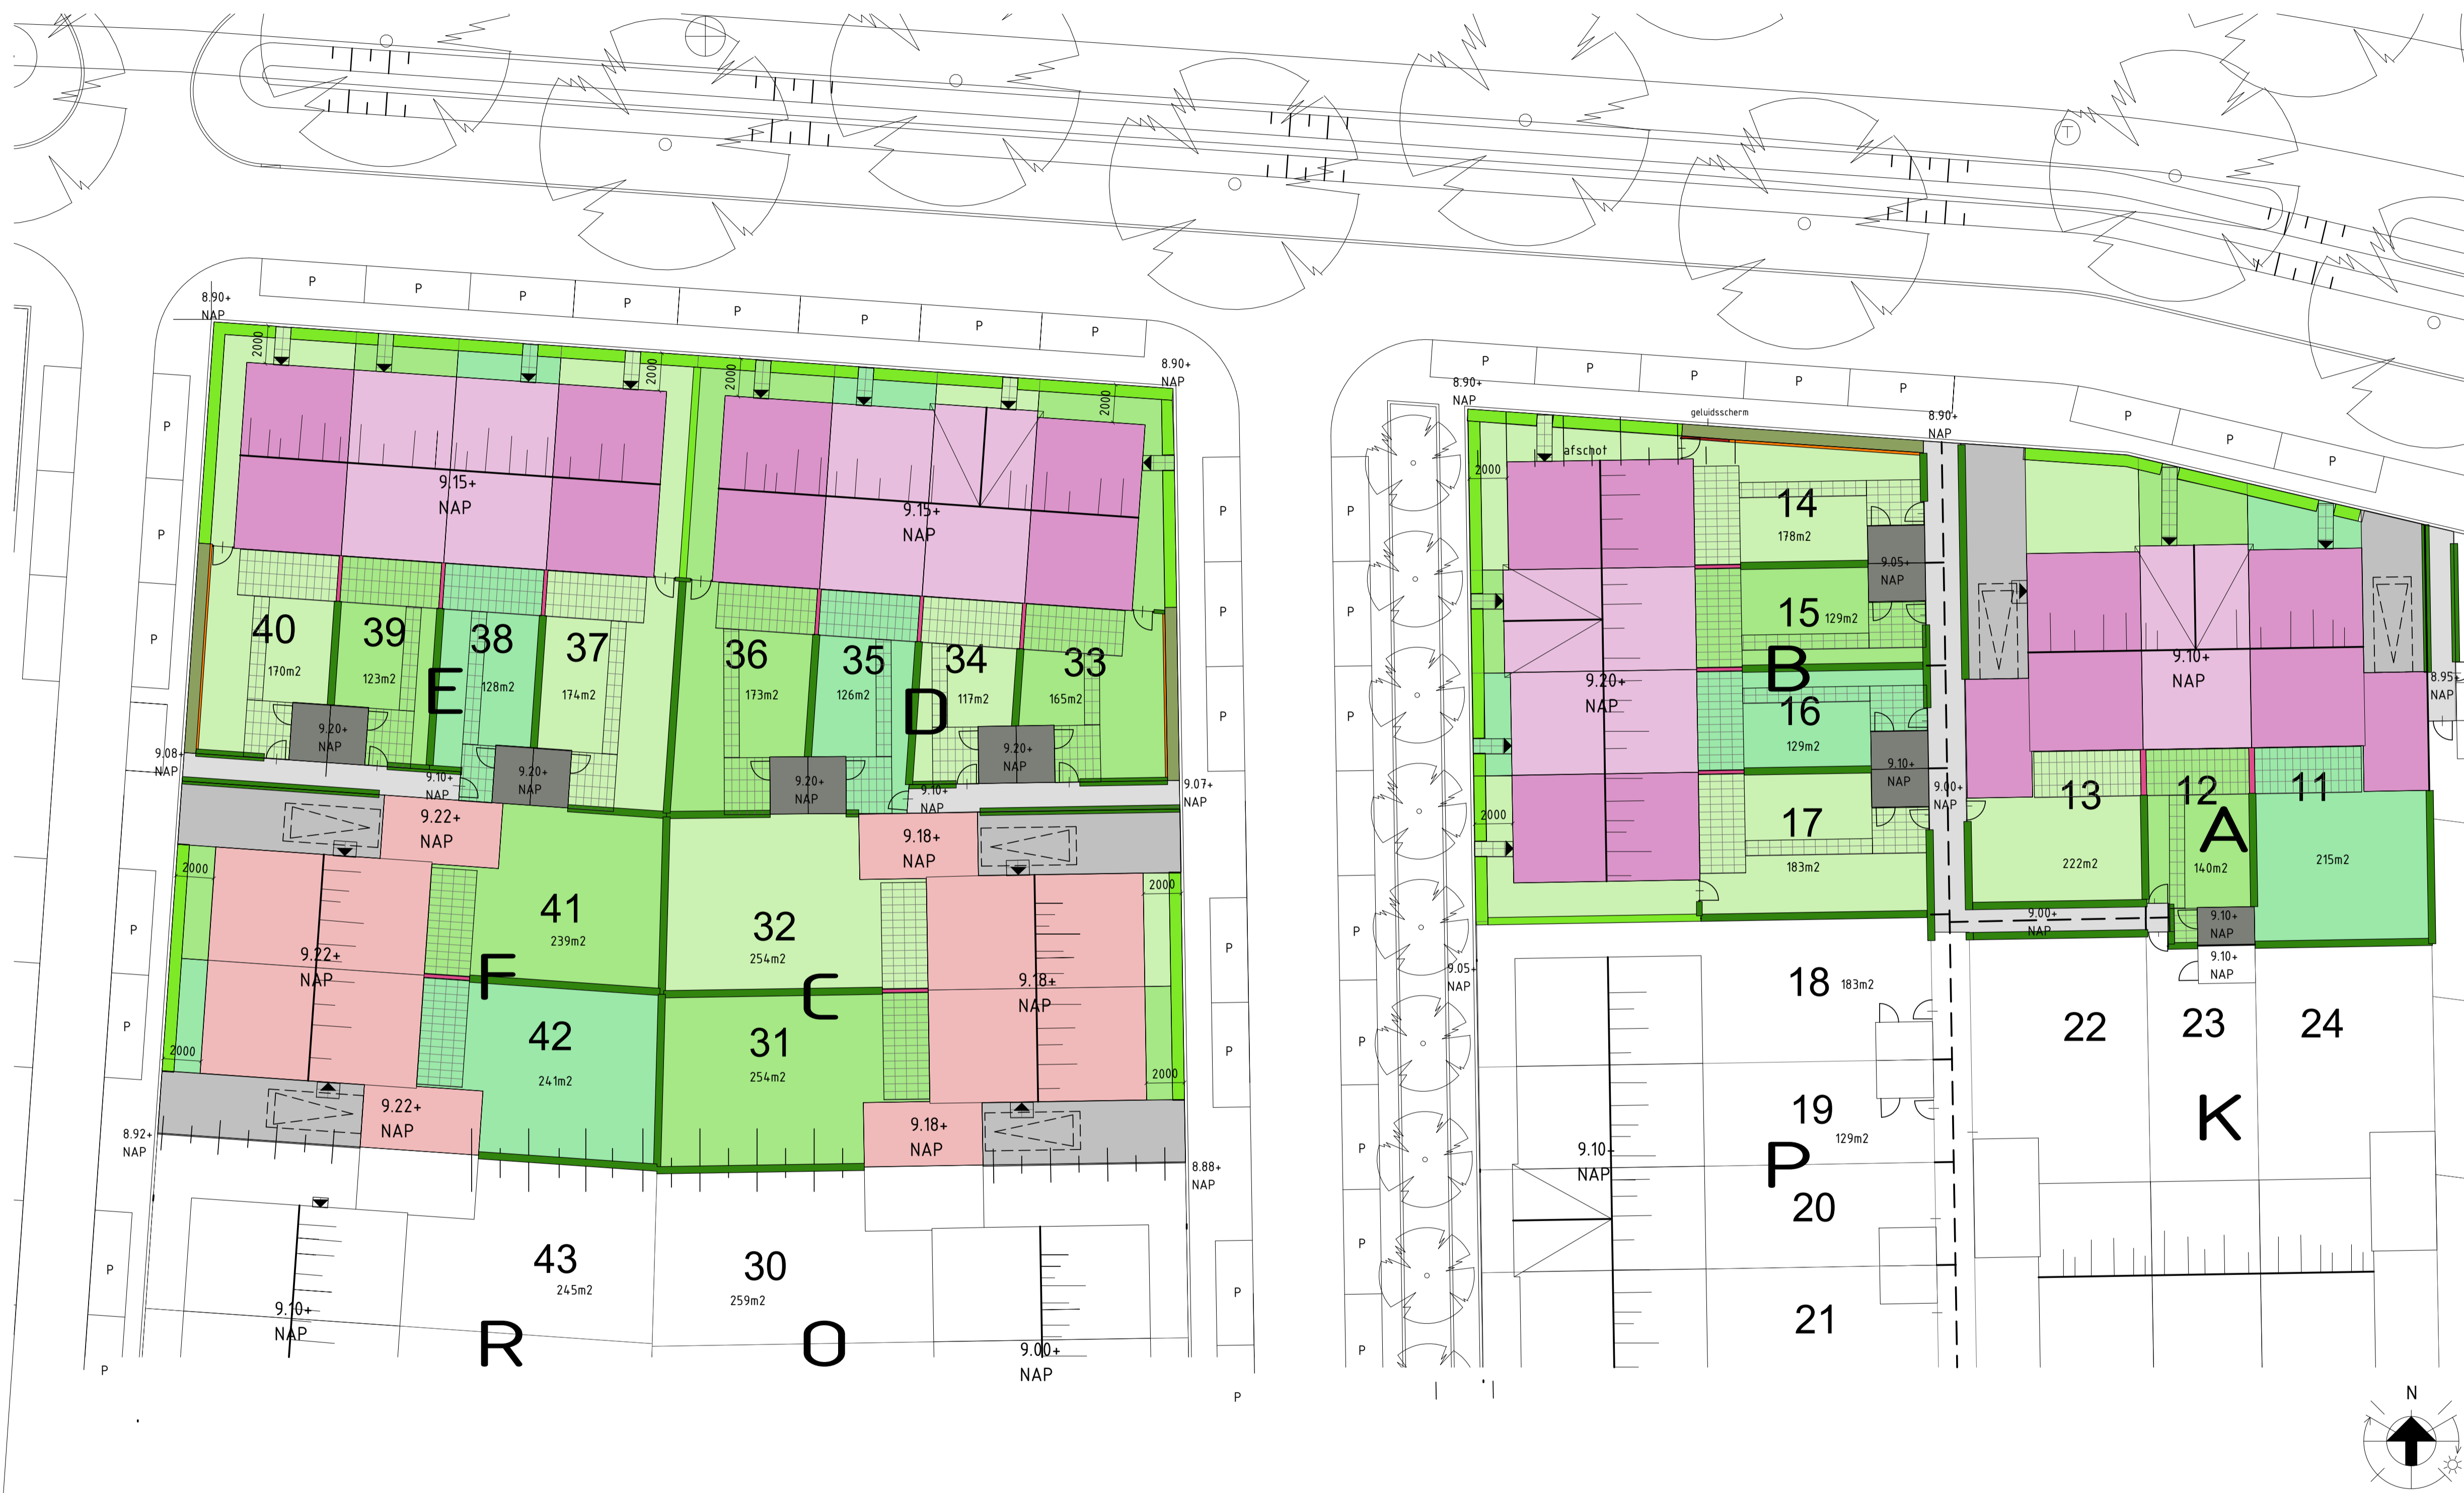 T
P P P P P P P P
8.90+
NAP
2000
2000
2000
2000
8.90+
NAP
P P P P P
P P P
8.90+
NAP
geluidsscherm
8.90+
NAP
afschot
2000
P
P
P
9.15+
NAP
9.15+
NAP
40
170m2
39
123m2
38
128m2
37
174m2
E
36
173m2
35
126m2
34
117m2
33
165m2
D
9.20+
NAP
9.20+
NAP
9.20+
NAP
9.20+
NAP
9.08+
NAP
9.10+
NAP
9.10+
NAP
9.07+
NAP
P
P
P
P
P
P
14
178m2
9.05+
NAP
15
129m2
B
9.20+
NAP
16
129m2
9.10+
NAP
17
183m2
2000
9.00+
NAP
9.10+
NAP
8.95+
NAP
13
222m2
12
140m2
11
215m2
A
9.00+
NAP
9.10+
NAP
9.10+
NAP
9.22+
NAP
9.18+
NAP
2000
2000
41
239m2
32
254m2
F
C
9.22+
NAP
9.18+
NAP
42
241m2
31
254m2
2000
2000
9.22+
NAP
9.18+
NAP
8.92+
NAP
8.88+
NAP
P
P
P
P
P
P
P
P
P
P
P
P
P
P
9.05+
NAP
18
183m2
19
129m2
9.10+
NAP
P
20
21
22
23
24
K
43
245m2
30
259m2
9.10+
NAP
R
O
9.00+
NAP
N